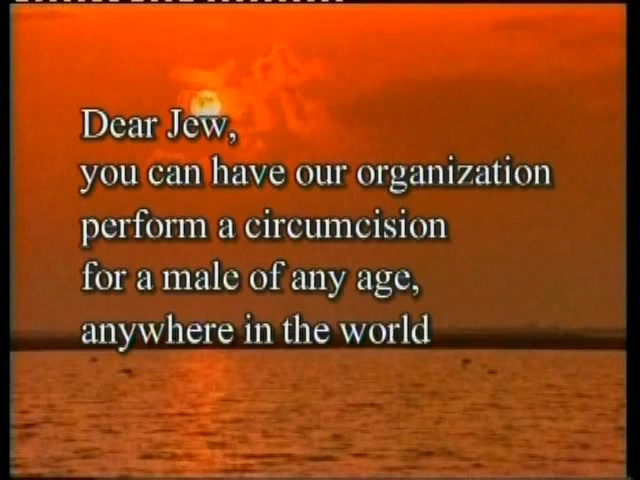 Dear Jew,
you can have our organization
perform a circumcision
for a male of any age,
anywhere in the world